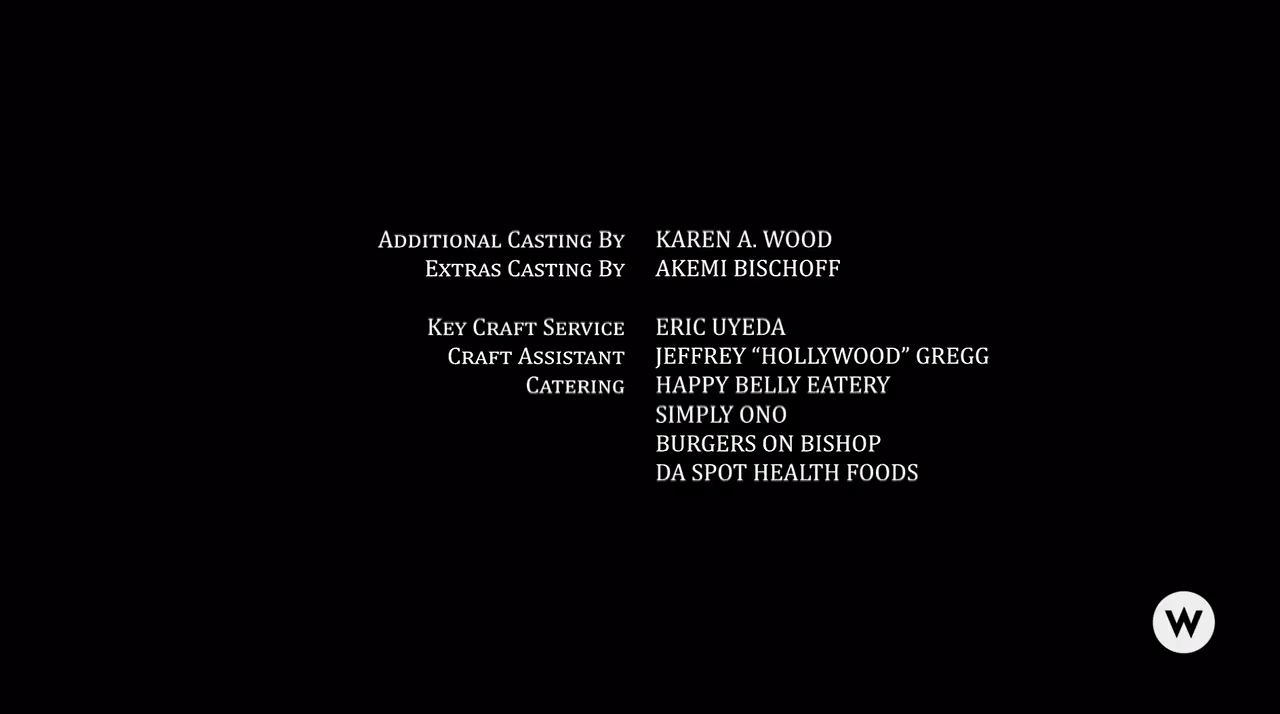 Additional Casting By KAREN A. WOOD
Extras Casting By AKEMI BISCHOFF
Key Craft Service ERIC UYEDA
Craft Assistant JEFFREY “HOLLYWOOD” GREGG
Catering HAPPY BELLY EATERY
SIMPLY ONO
BURGERS ON BISHOP
DA SPOT HEALTH FOODS
W